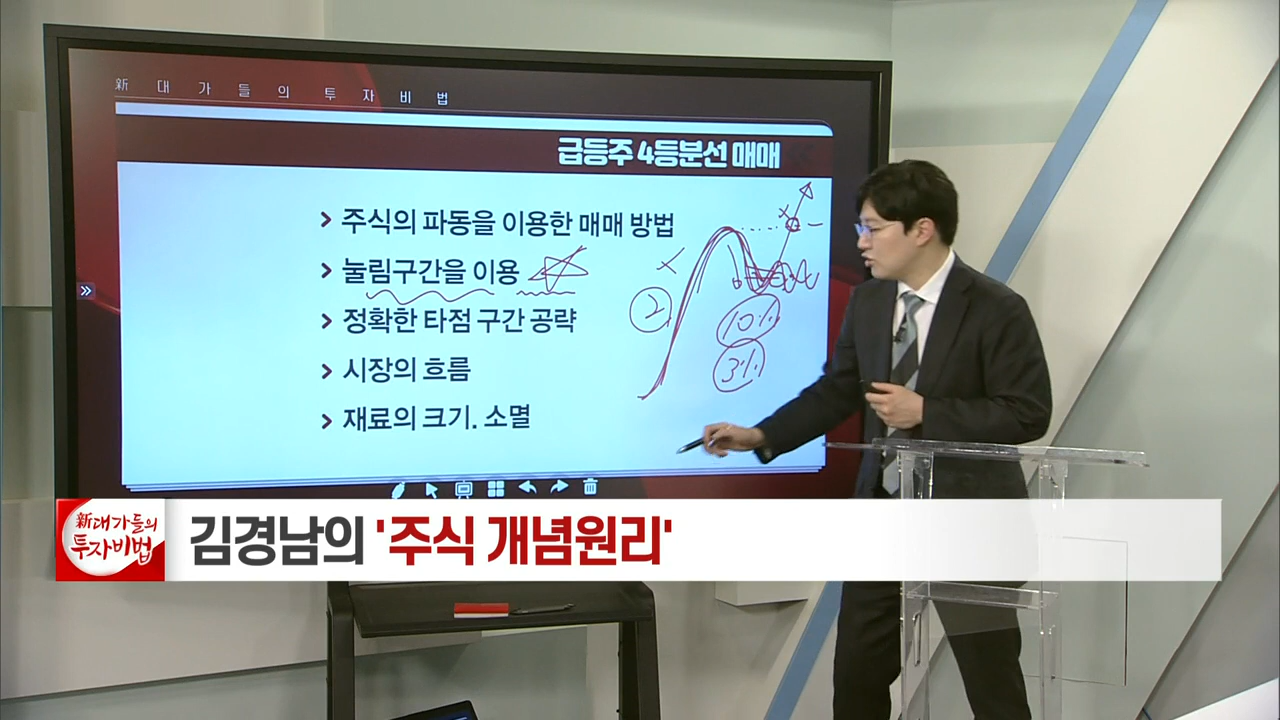 新 대 가 들 의 투 자 비 법
급등주 4등분선 매매
주식의 파동을 이용한 매매 방법
눌림구간을 이용
정확한 타점 구간 공략
시장의 흐름
재료의 크기. 소멸
2
10%
3%
新대가들의
투자비법
김경남의 '주식 개념원리'